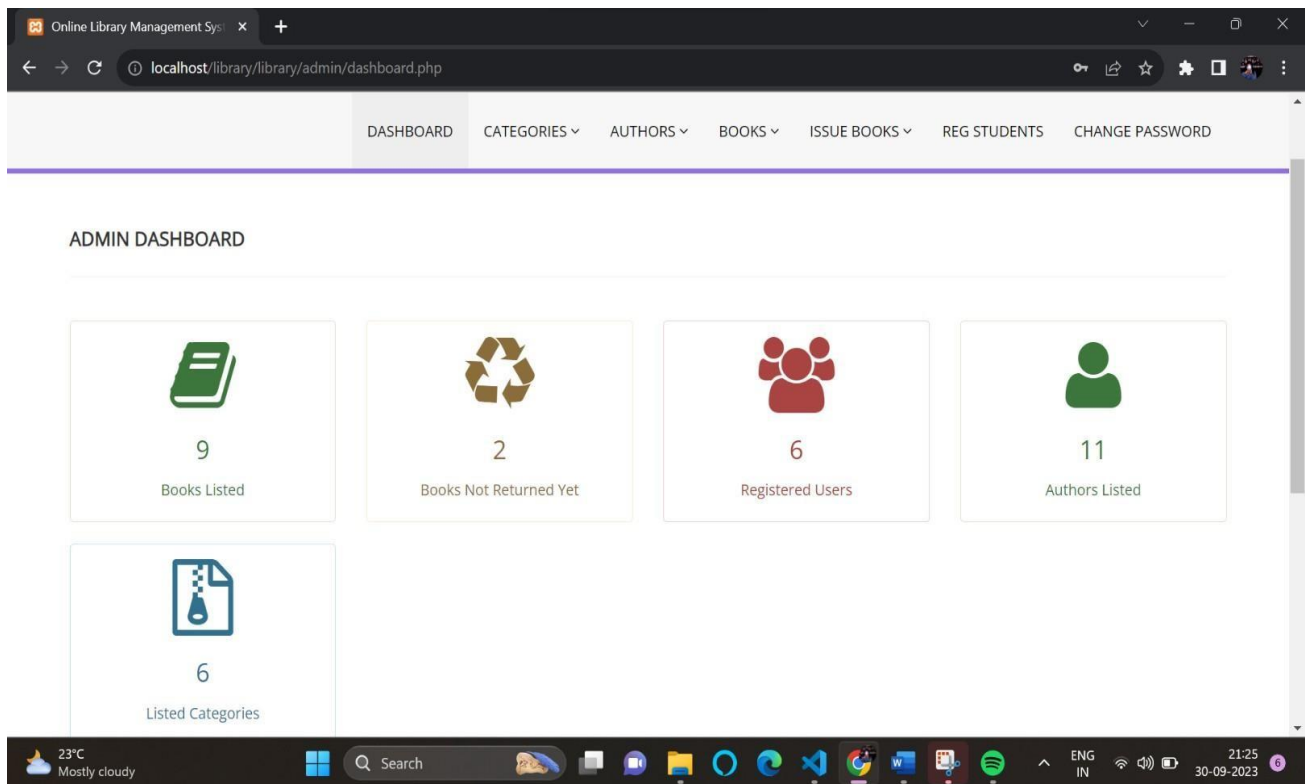 Online Library Management Sys
localhost/library/library/admin/dashboard.php
DASHBOARD CATEGORIES AUTHORS BOOKS ISSUE BOOKS REG STUDENTS CHANGE PASSWORD
ADMIN DASHBOARD
9
Books Listed
2
Books Not Returned Yet
6
Registered Users
11
Authors Listed
6
Listed Categories
23°C
Mostly cloudy
Search
ENG
IN
21:25
30-09-2023
6